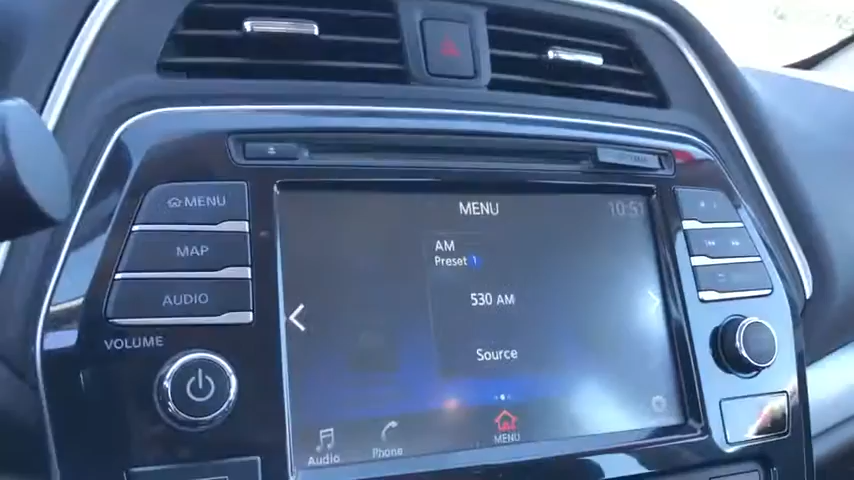 MENU
MAP
AUDIO
VOLUME
MENU
10:51
AM
Preset 1
530 AM
Source
Audio
Phone
MENU